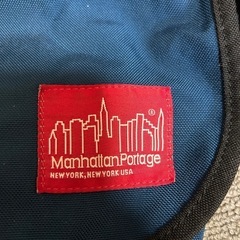 ®
Manhattan Portage
NEW YORK, NEW YORK USA